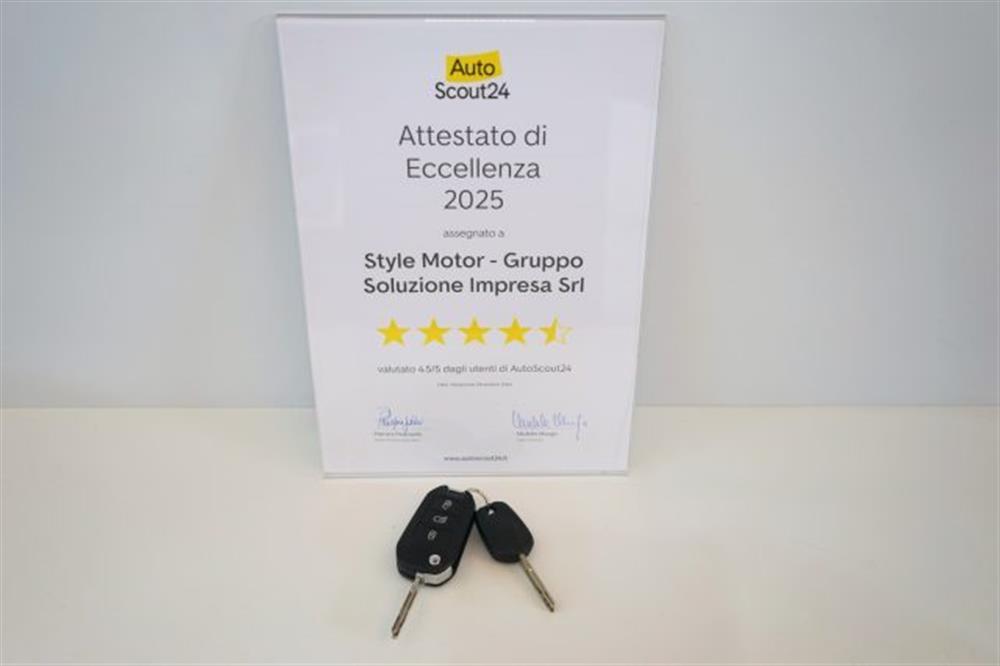 Auto
Scout24
Attestato di
Eccellenza
2025
assegnato a
Style Motor - Gruppo
Soluzione Impresa Srl
valutato 4.5/5 dagli utenti di AutoScout24
www.autoscout24.it